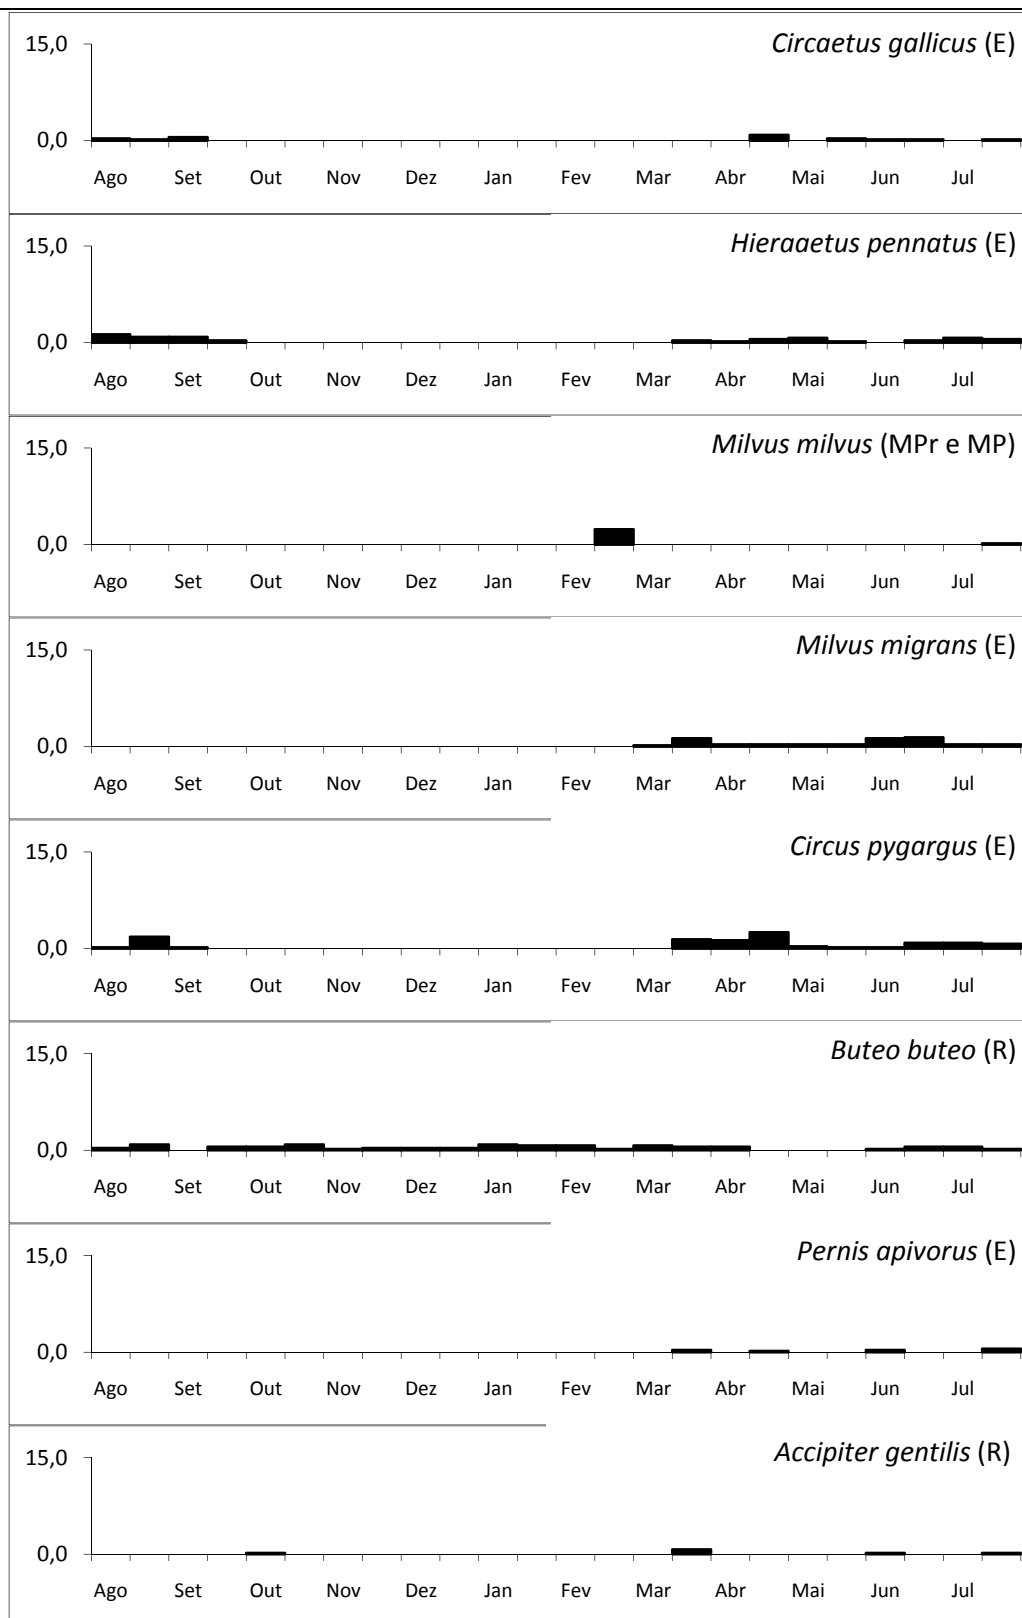 Circaetus gallicus (E)
15,0
0,0
Ago Set Out Nov Dez Jan Fev Mar Abr Mai Jun Jul
Hieraaetus pennatus (E)
15,0
0,0
Ago Set Out Nov Dez Jan Fev Mar Abr Mai Jun Jul
Milvus milvus (MPr e MP)
15,0
0,0
Ago Set Out Nov Dez Jan Fev Mar Abr Mai Jun Jul
Milvus migrans (E)
15,0
0,0
Ago Set Out Nov Dez Jan Fev Mar Abr Mai Jun Jul
Circus pygargus (E)
15,0
0,0
Ago Set Out Nov Dez Jan Fev Mar Abr Mai Jun Jul
Buteo buteo (R)
15,0
0,0
Ago Set Out Nov Dez Jan Fev Mar Abr Mai Jun Jul
Pernis apivorus (E)
15,0
0,0
Ago Set Out Nov Dez Jan Fev Mar Abr Mai Jun Jul
Accipiter gentilis (R)
15,0
0,0
Ago Set Out Nov Dez Jan Fev Mar Abr Mai Jun Jul